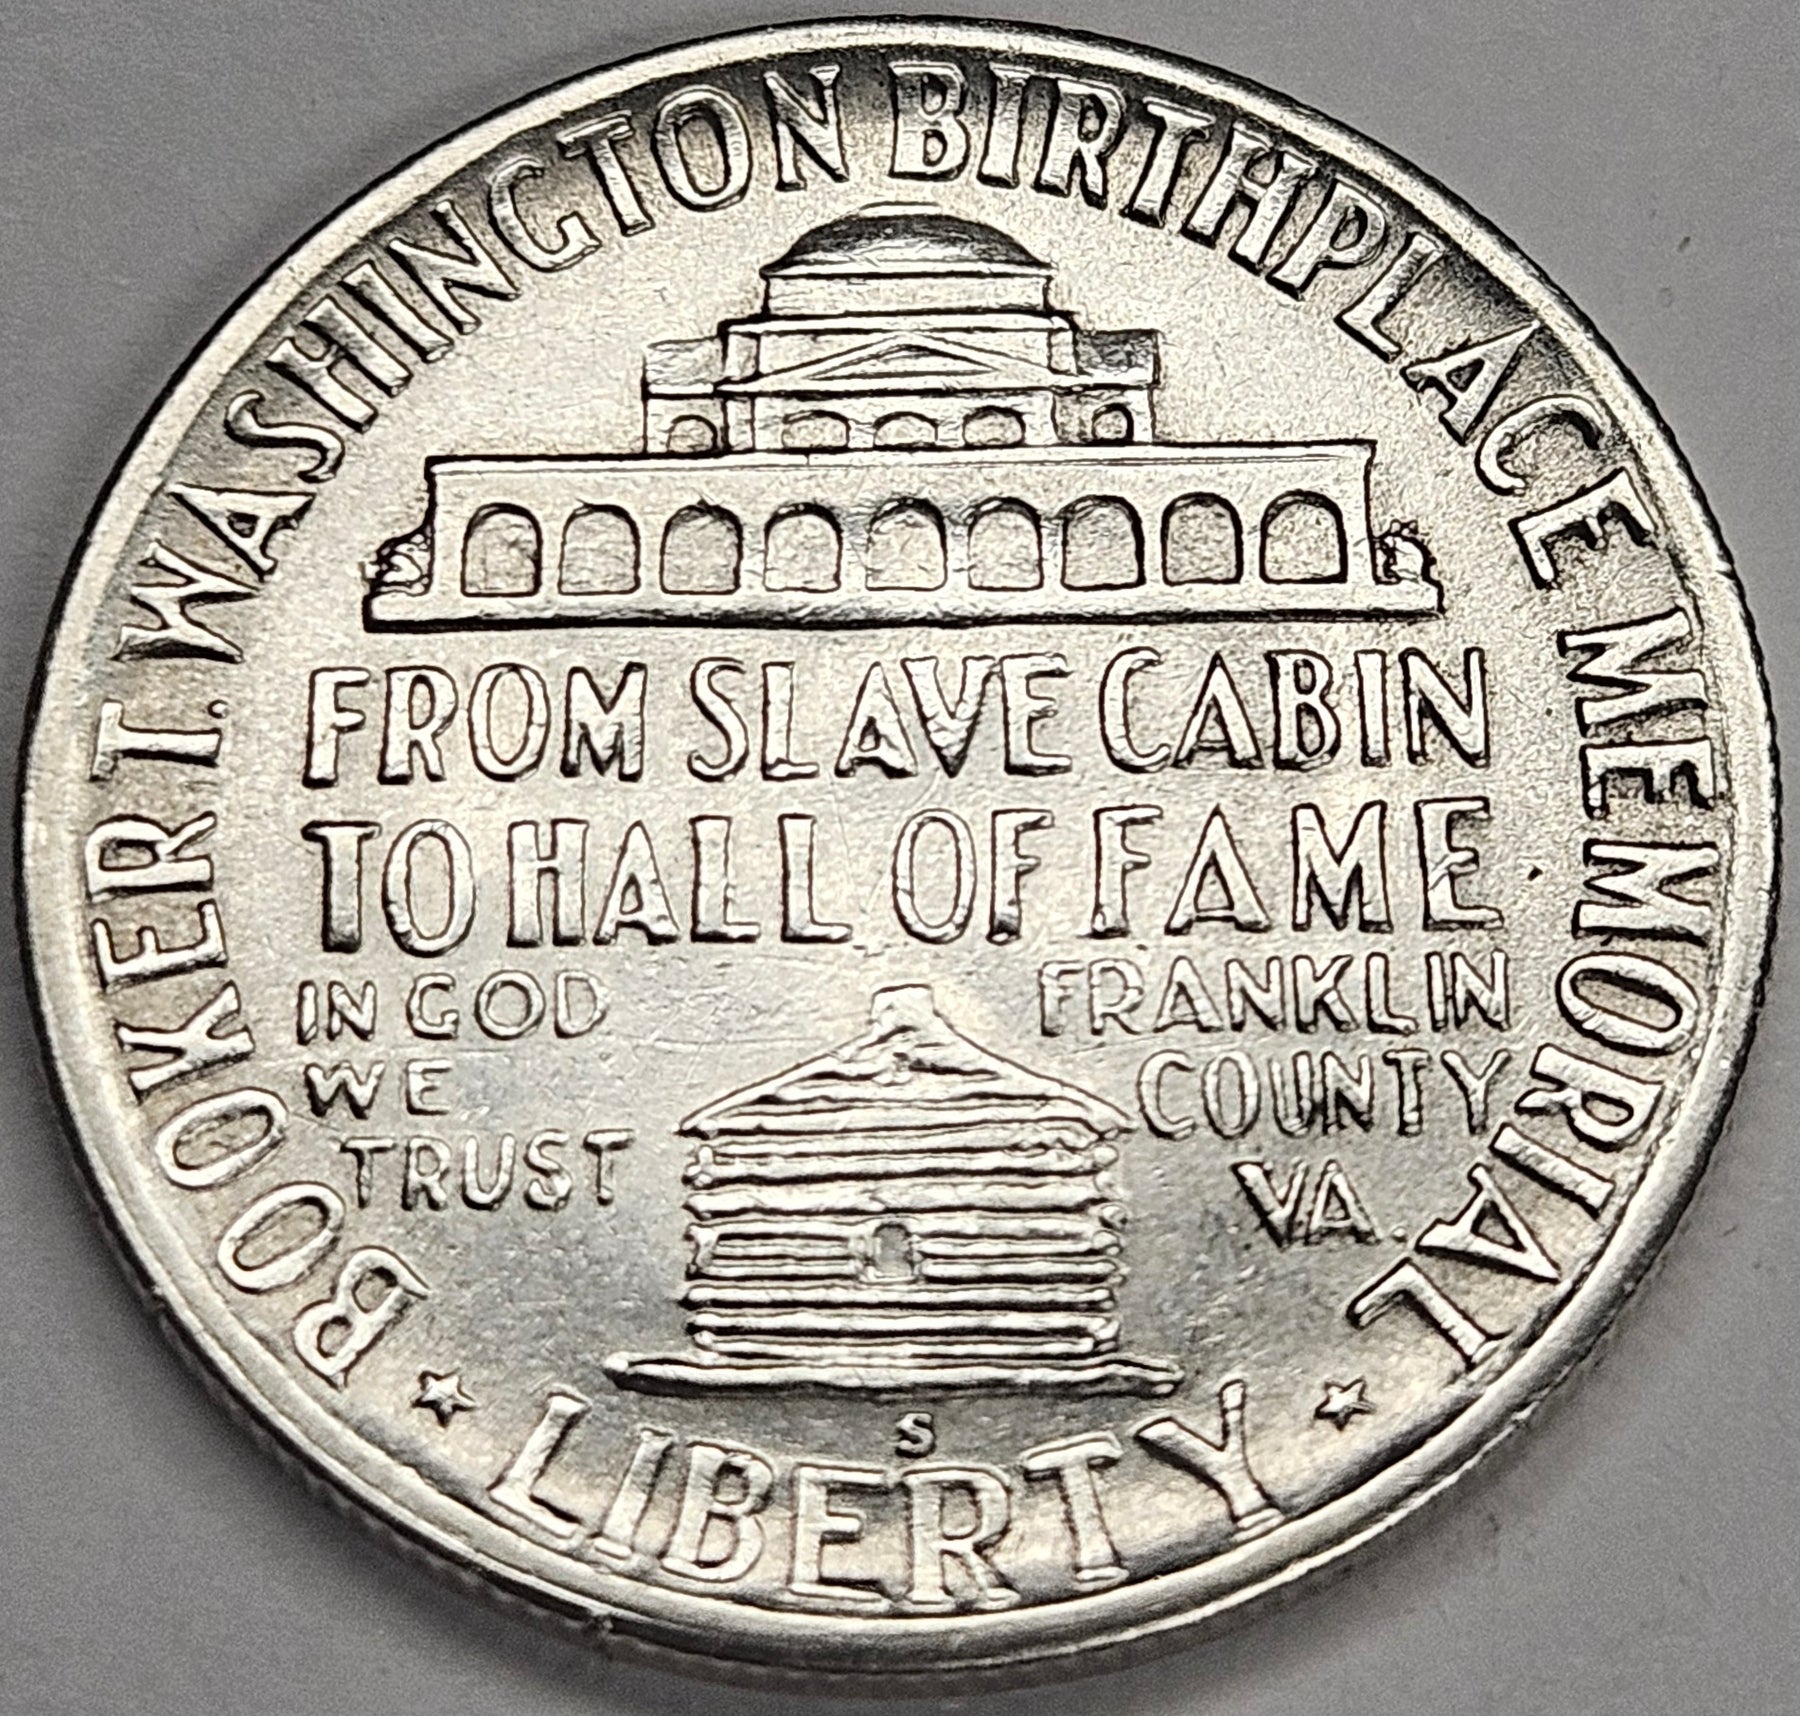 BOOKER T. WASHINGTON BIRTHPLACE MEMORIAL
FROM SLAVE CABIN
TO HALL OF FAME
IN GOD
WE
TRUST
FRANKLIN
COUNTY
VA.
S
LIBERTY